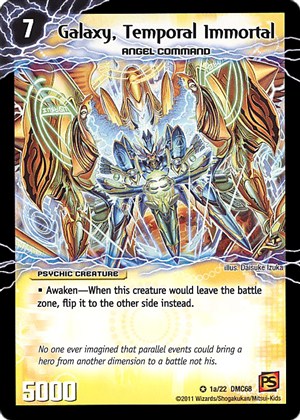 7
Galaxy, Temporal Immortal
ANGEL COMMAND
illus. Daisuke Izuka
PSYCHIC CREATURE
▪ Awaken—When this creature would leave the battle
zone, flip it to the other side instead.
No one ever imagined that parallel events could bring a
hero from another dimension to a battle not his.
5000
1a/22 DMC68
©2011 Wizards/Shogakukan/Mitsui-Kids
PS